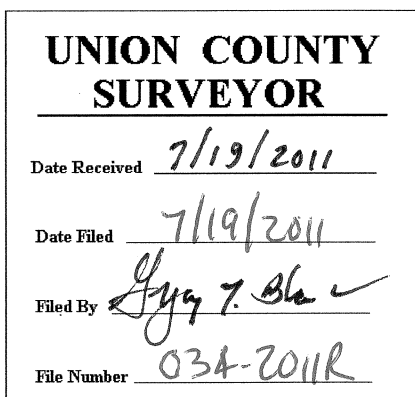 UNION COUNTY
SURVEYOR
Date Received 7/19/2011
Date Filed 7/19/2011
Filed By
File Number 034-2011R